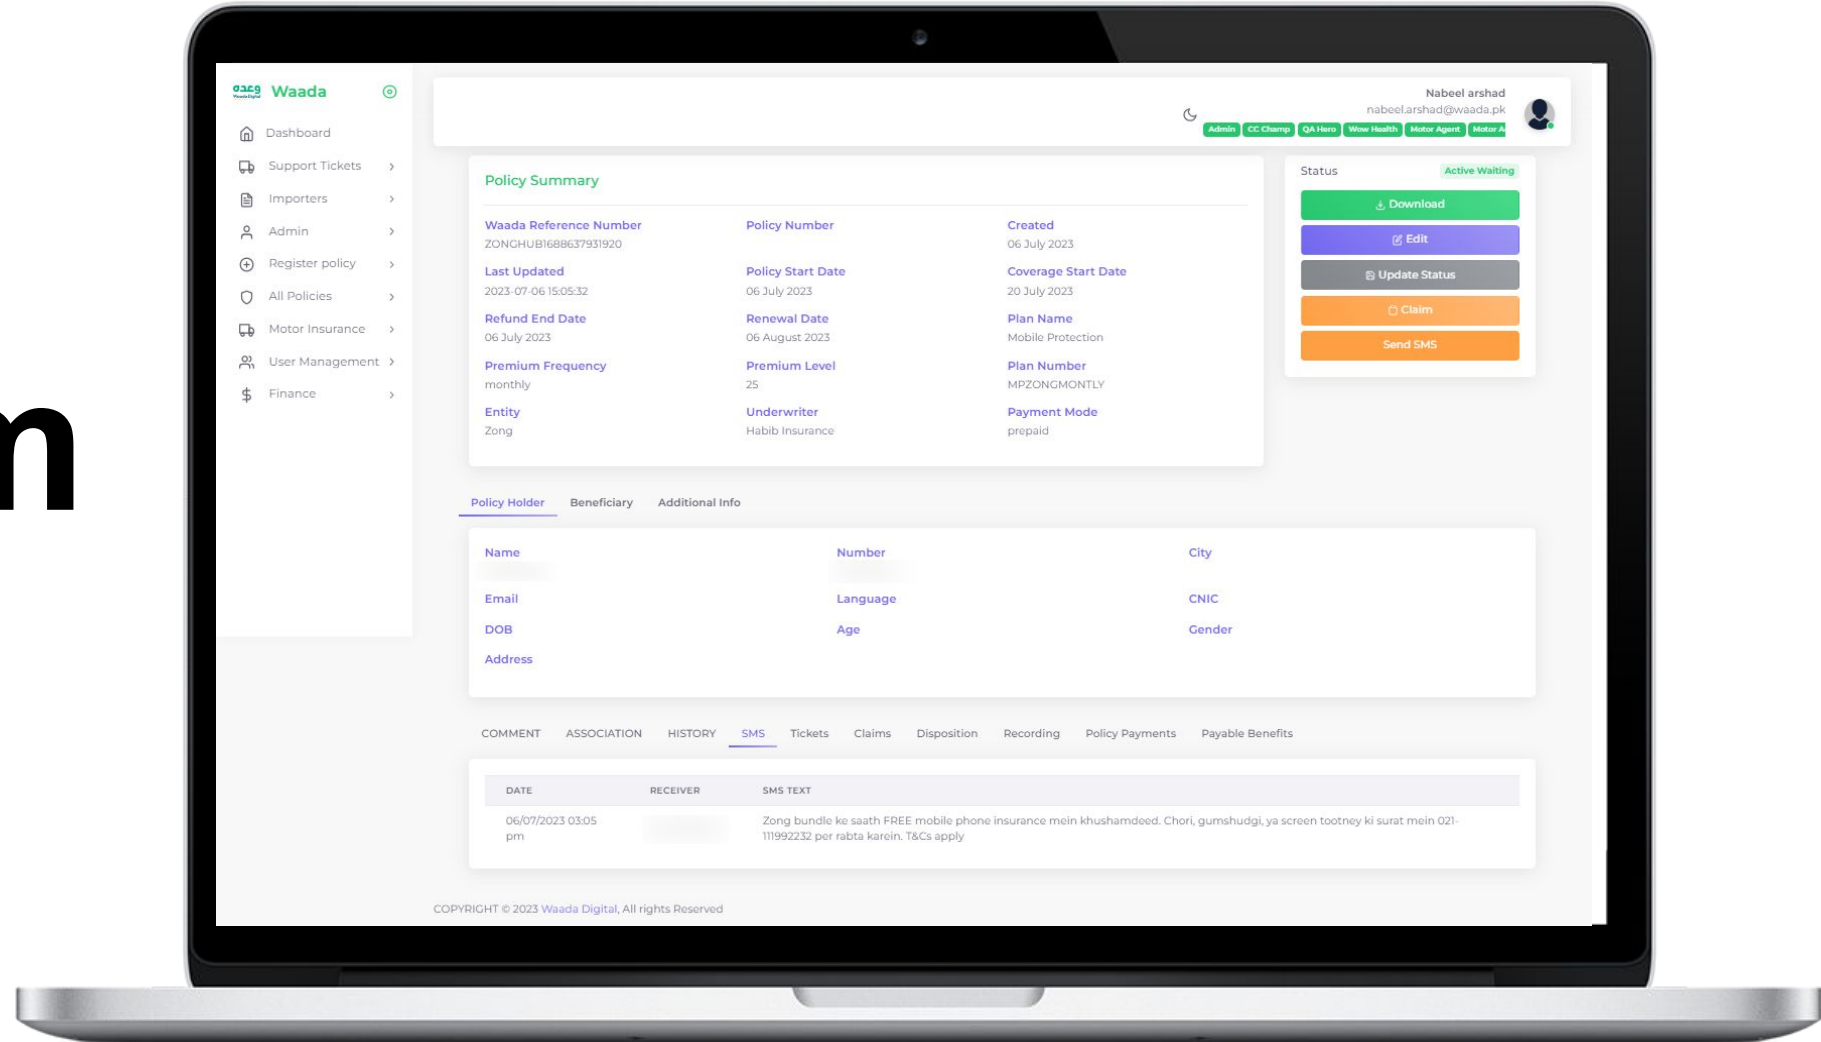 m
وعده Waada
Waada Digital
Dashboard
Support Tickets
Importers
Admin
Register policy
All Policies
Motor Insurance
User Management
Finance
Nabeel arshad
nabeel.arshad@waada.pk
Admin CC Champ QA Hero Wow Health Motor Agent Motor
Policy Summary
Waada Reference Number Policy Number Created
ZONGHUB1688637931920 06 July 2023
Last Updated Policy Start Date Coverage Start Date
2023-07-06 15:05:32 06 July 2023 20 July 2023
Refund End Date Renewal Date Plan Name
06 July 2023 06 August 2023 Mobile Protection
Premium Frequency Premium Level Plan Number
monthly 25 MPZONGMONTLY
Entity Underwriter Payment Mode
Zong Habib Insurance prepaid
Status Active Waiting
Download
Edit
Update Status
Claim
Send SMS
Policy Holder Beneficiary Additional Info
Name Number City
Email Language CNIC
DOB Age Gender
Address
COMMENT ASSOCIATION HISTORY SMS Tickets Claims Disposition Recording Policy Payments Payable Benefits
DATE RECEIVER SMS TEXT
06/07/2023 03:05 Zong bundle ke saath FREE mobile phone insurance mein khushamdeed. Chori, gumshudgi, ya screen tootney ki surat mein 021-
pm 111992232 per rabta karein. T&Cs apply
COPYRIGHT © 2023 Waada Digital, All rights Reserved